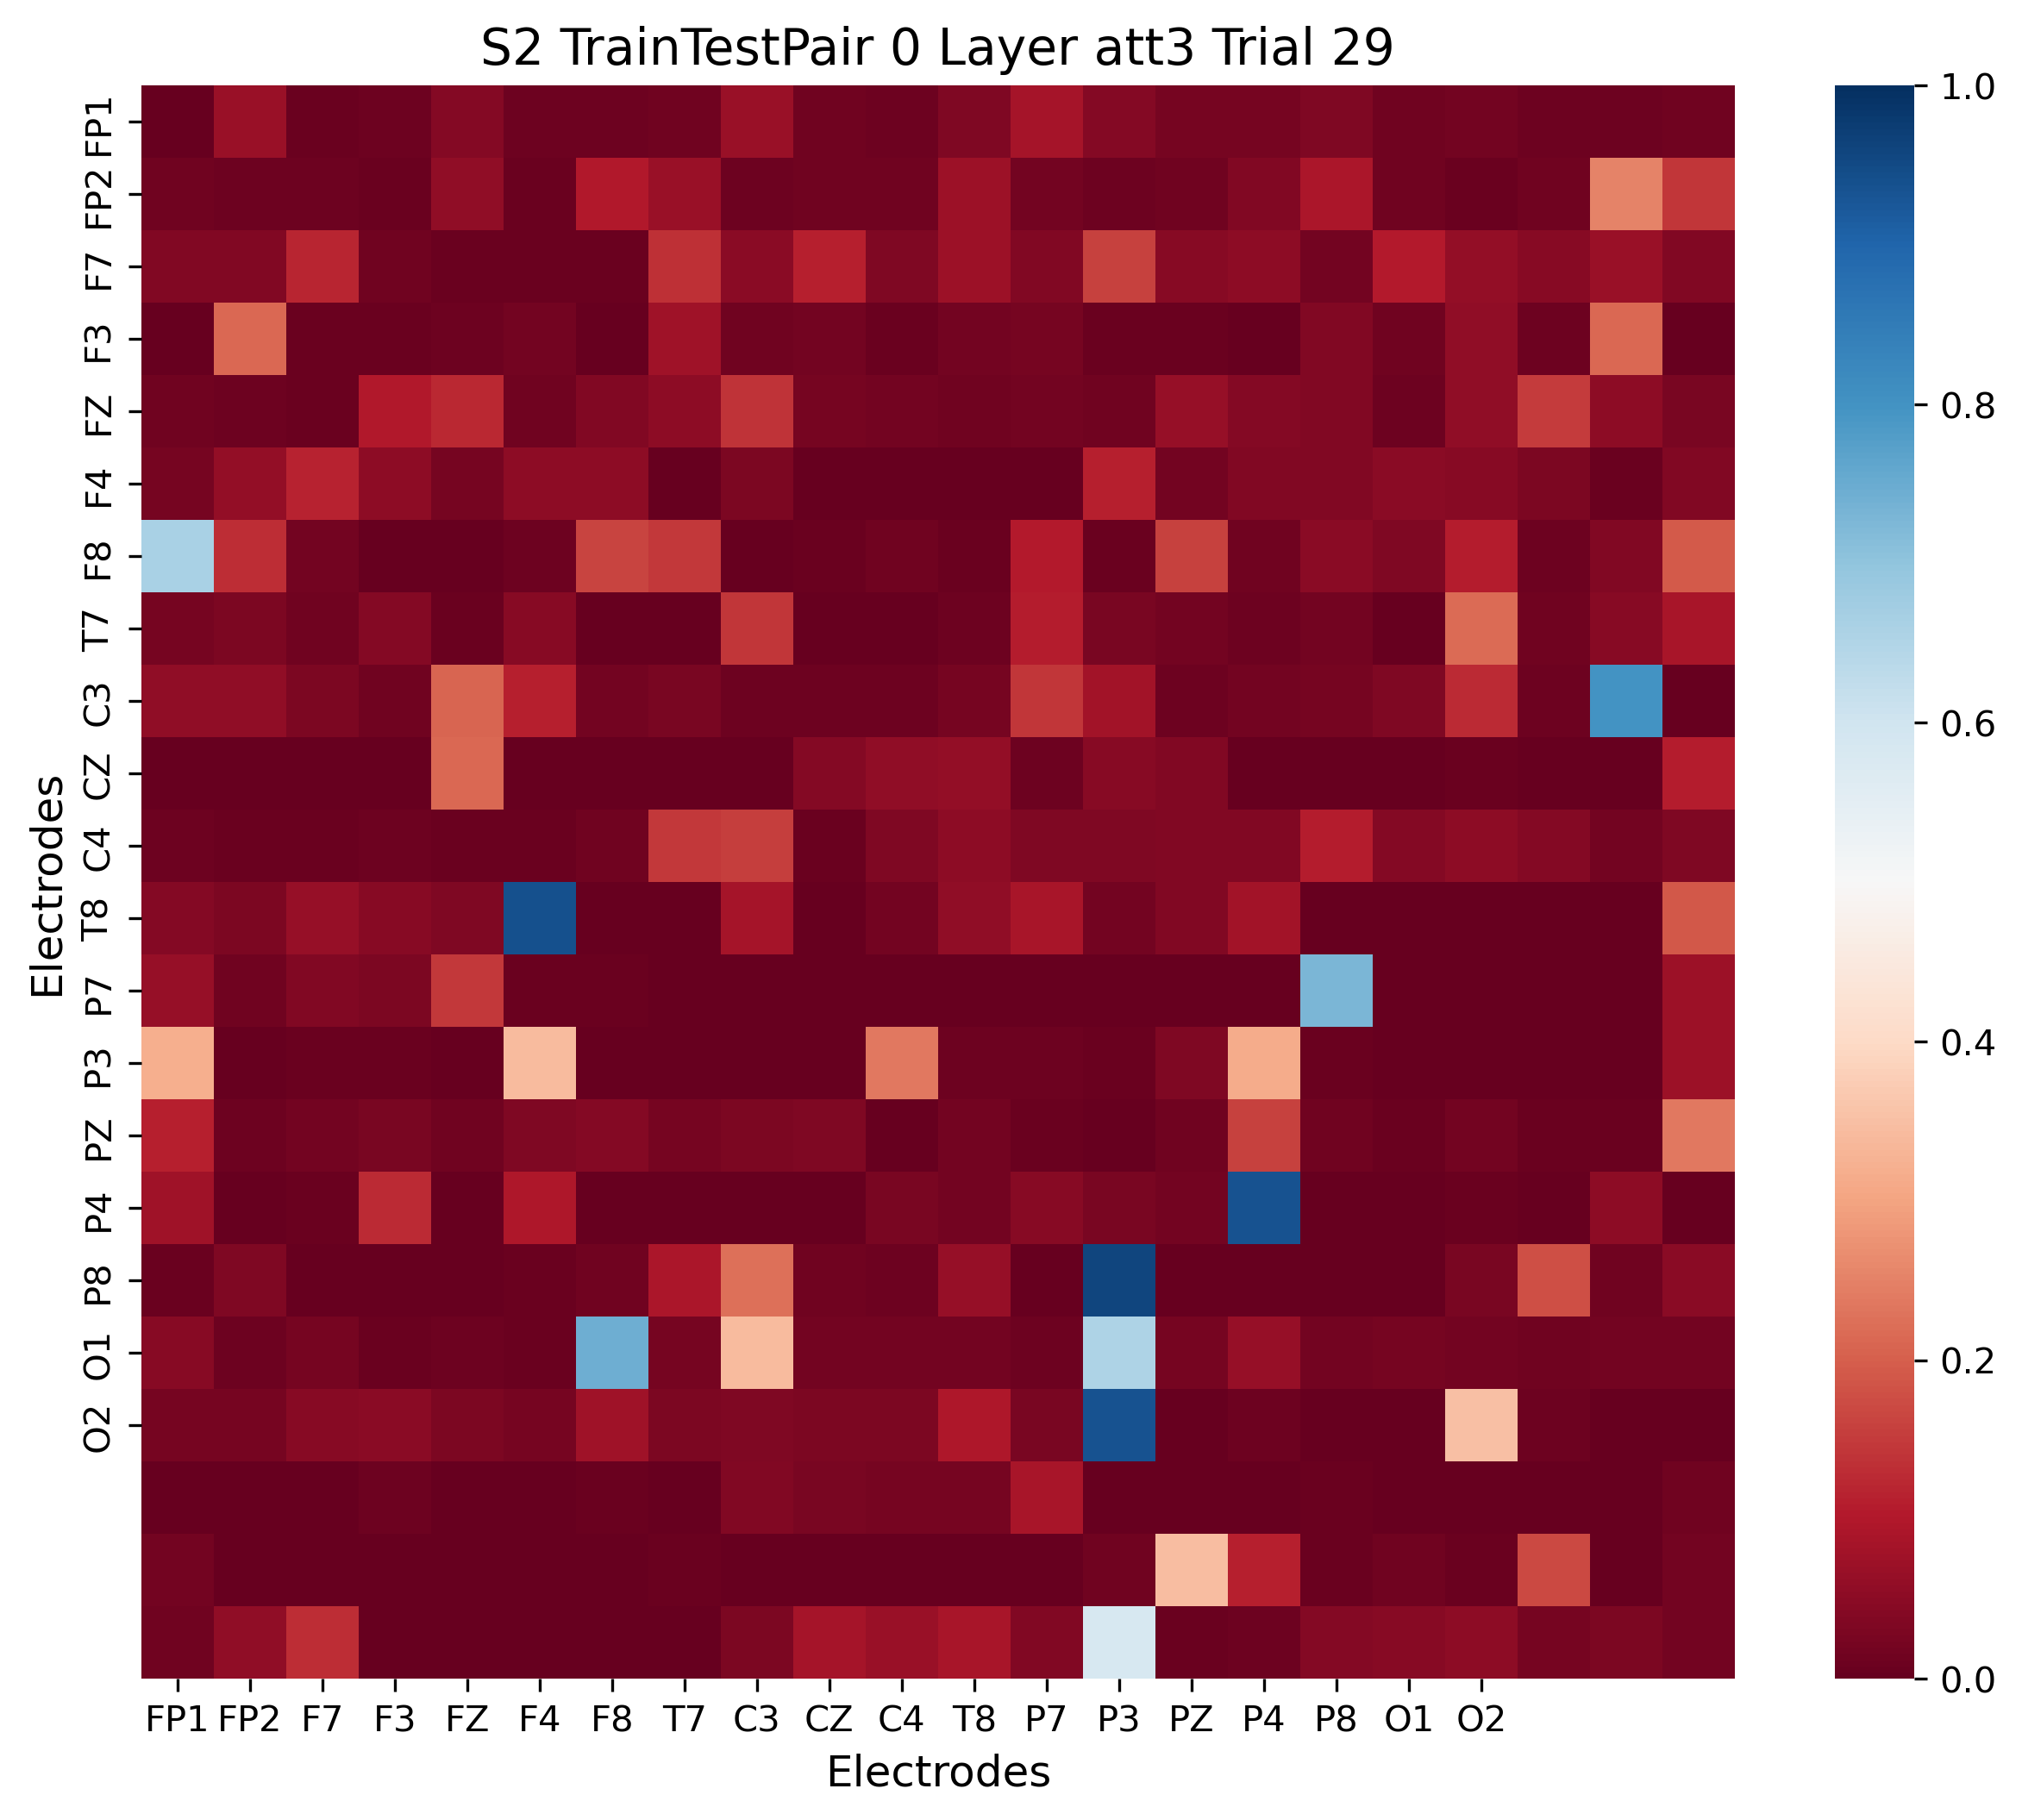 S2 TrainTestPair 0 Layer att3 Trial 29
Electrodes
FP1
FP2
F7
F3
FZ
F4
F8
T7
C3
CZ
C4
T8
P7
P3
PZ
P4
P8
O1
O2
FP1 FP2 F7 F3 FZ F4 F8 T7 C3 CZ C4 T8 P7 P3 PZ P4 P8 O1 O2
Electrodes
1.0
0.8
0.6
0.4
0.2
0.0